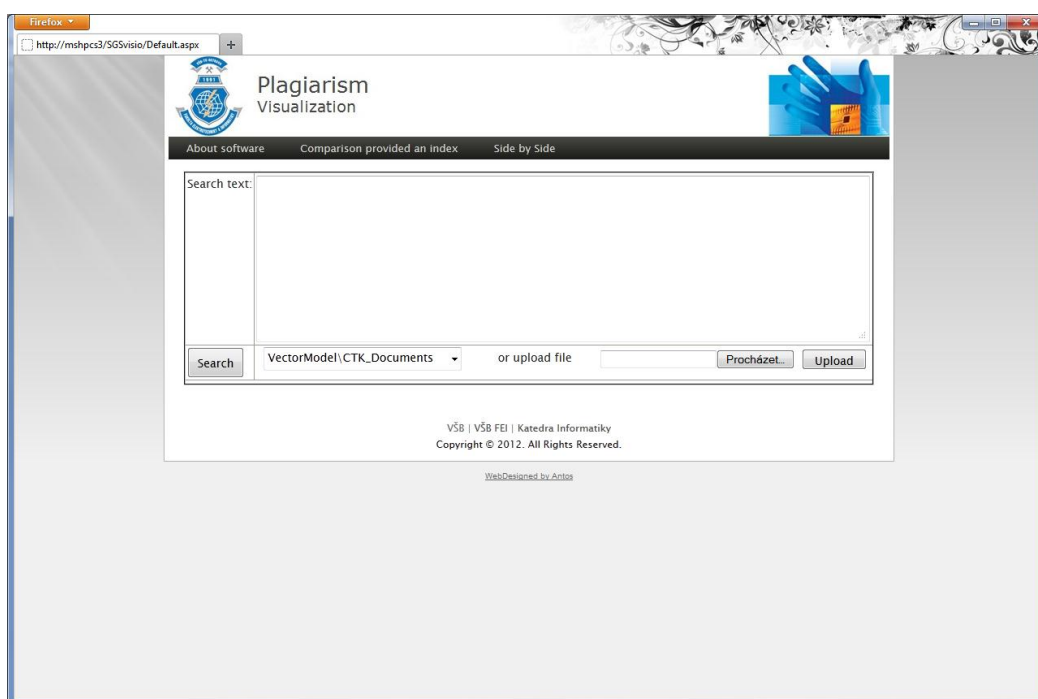 Firefox
http://mshpcs3/SGSvisio/Default.aspx
Plagiarism
Visualization
1951
About software Comparison provided an index Side by Side
Search text:
Search VectorModel\CTK_Documents or upload file Procházet... Upload
VŠB | VŠB FEI | Katedra Informatiky
Copyright © 2012. All Rights Reserved.
WebDesigned by Antos